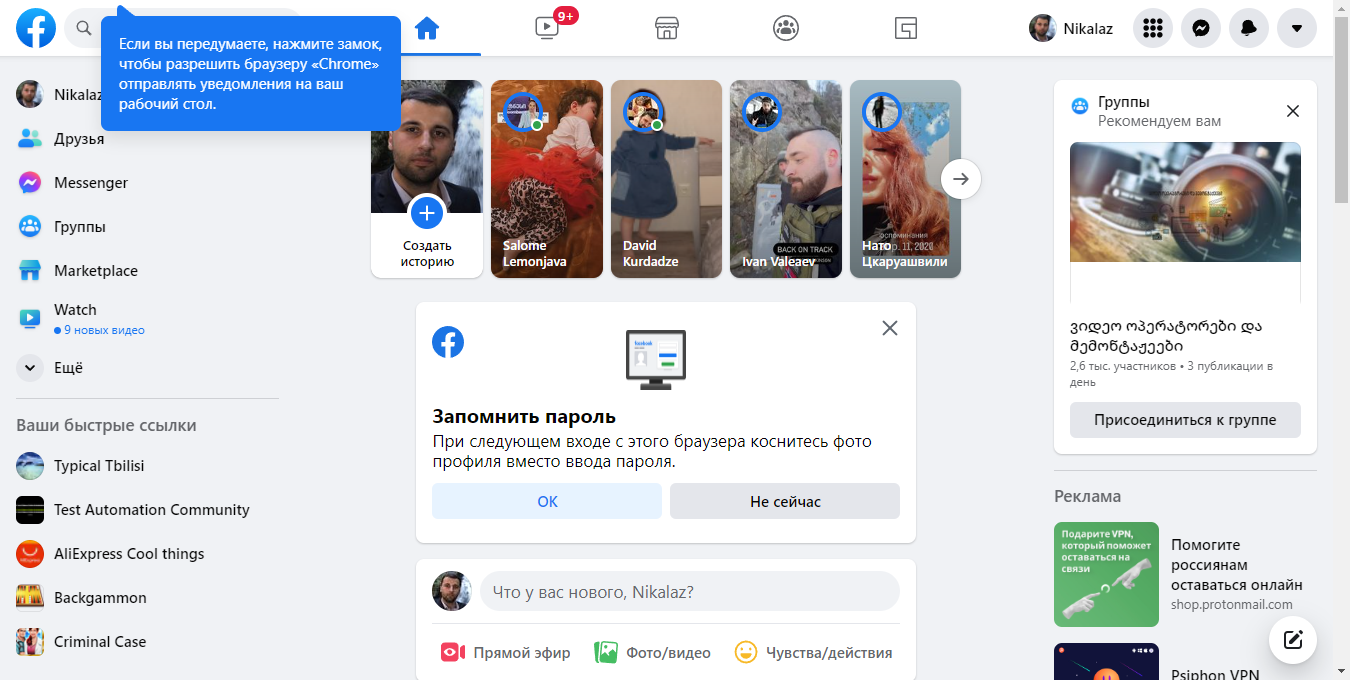 Если вы передумаете, нажмите замок,
чтобы разрешить браузеру «Chrome»
отправлять уведомления на ваш
рабочий стол.
9+
Nikalaz
Nikalaz
Друзья
Messenger
Группы
Marketplace
Watch
9 новых видео
Ещё
Ваши быстрые ссылки
Typical Tbilisi
Test Automation Community
AliExpress Cool things
Backgammon
Criminal Case
Создать
историю
Salome
Lemonjava
David
Kurdadze
BACK ON TRACK
Ivan Valeaev
Нато
Цкаруашвили
facebook
Запомнить пароль
При следующем входе с этого браузера коснитесь фото
профиля вместо ввода пароля.
ОК
Не сейчас
Что у вас нового, Nikalaz?
Прямой эфир
Фото/видео
Чувства/действия
Группы
Рекомендуем вам
ვიდეო ოპერატორები და
მემონტაჟეები
2,6 тыс. участников • 3 публикации в
день
Присоединиться к группе
Реклама
Подарите VPN,
который поможет
оставаться на
связи
Помогите
россиянам
оставаться онлайн
shop.protonmail.com
Psiphon VPN